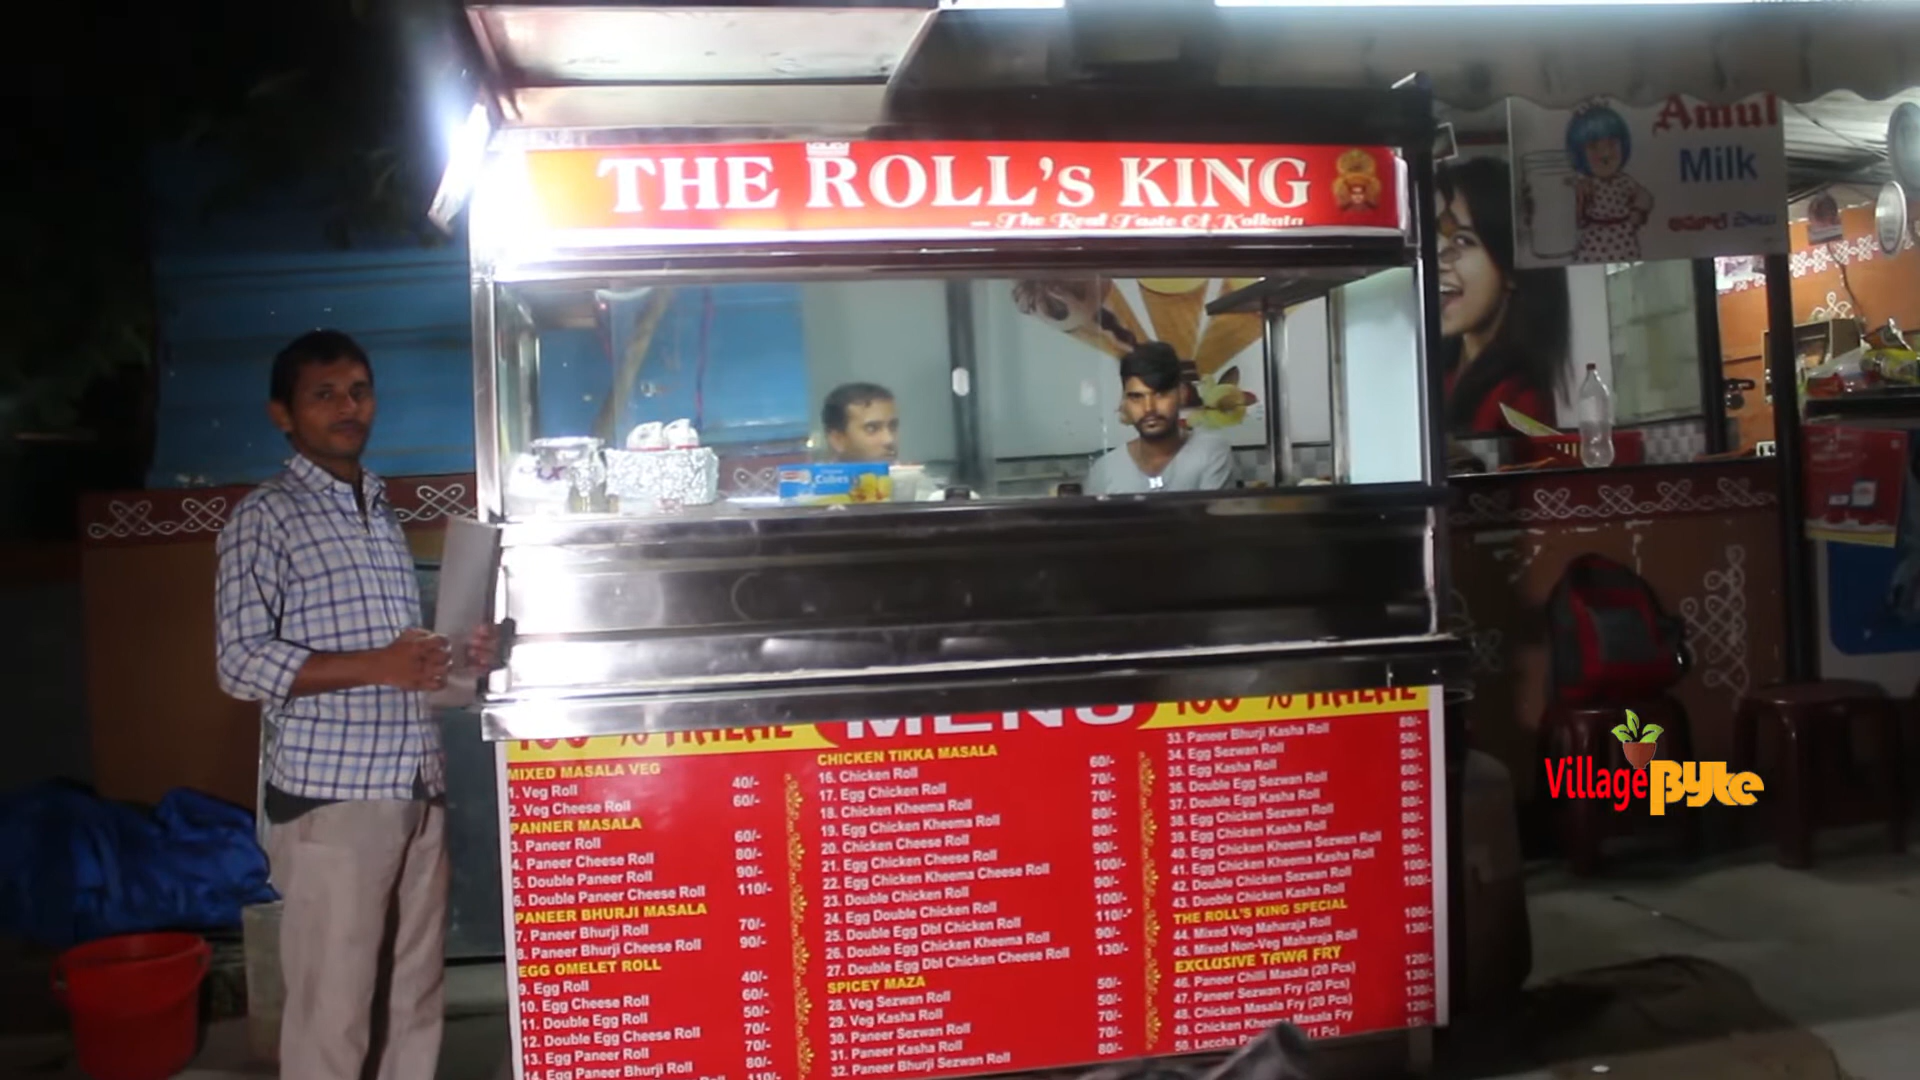 THE ROLL's KING
The Real Taste Of Kolkata
Amul
Milk
అమూల్ పాలు
Cubes
Village Byte
100 % HALAL
MENU
100 % HALAL
MIXED MASALA VEG
1. Veg Roll 40/-
2. Veg Cheese Roll 60/-
PANNER MASALA
3. Paneer Roll 60/-
4. Paneer Cheese Roll 80/-
5. Double Paneer Roll 90/-
6. Double Paneer Cheese Roll 110/-
PANEER BHURJI MASALA
7. Paneer Bhurji Roll 70/-
8. Paneer Bhurji Cheese Roll 90/-
EGG OMELET ROLL
9. Egg Roll 40/-
10. Egg Cheese Roll 60/-
11. Double Egg Roll 50/-
12. Double Egg Cheese Roll 70/-
13. Egg Paneer Roll 70/-
14. Egg Paneer Bhurji Roll 80/-
Roll 110/-
CHICKEN TIKKA MASALA
16. Chicken Roll 60/-
17. Egg Chicken Roll 70/-
18. Chicken Kheema Roll 70/-
19. Egg Chicken Kheema Roll 80/-
20. Chicken Cheese Roll 80/-
21. Egg Chicken Cheese Roll 90/-
22. Egg Chicken Kheema Cheese Roll 100/-
23. Double Chicken Roll 90/-
24. Egg Double Chicken Roll 100/-
25. Double Egg Dbl Chicken Roll 110/-
26. Double Egg Chicken Kheema Roll 90/-
27. Double Egg Dbl Chicken Cheese Roll 130/-
SPICEY MAZA
28. Veg Sezwan Roll 50/-
29. Veg Kasha Roll 50/-
30. Paneer Sezwan Roll 70/-
31. Paneer Kasha Roll 70/-
32. Paneer Bhurji Sezwan Roll 80/-
33. Paneer Bhurji Kasha Roll 80/-
34. Egg Sezwan Roll 50/-
35. Egg Kasha Roll 50/-
36. Double Egg Sezwan Roll 60/-
37. Double Egg Kasha Roll 60/-
38. Egg Chicken Sezwan Roll 80/-
39. Egg Chicken Kasha Roll 80/-
40. Egg Chicken Kheema Sezwan Roll 90/-
41. Egg Chicken Kheema Kasha Roll 90/-
42. Double Chicken Sezwan Roll 100/-
43. Duoble Chicken Kasha Roll 100/-
THE ROLL'S KING SPECIAL
44. Mixed Veg Maharaja Roll 100/-
45. Mixed Non-Veg Maharaja Roll 130/-
EXCLUSIVE TAWA FRY
46. Paneer Chilli Masala (20 Pcs) 120/-
47. Paneer Sezwan Fry (20 Pcs) 130/-
48. Chicken Masala Fry (20 Pcs) 130/-
49. Chicken Kheema Masala Fry 120/-
50. Laccha (1 Pc)